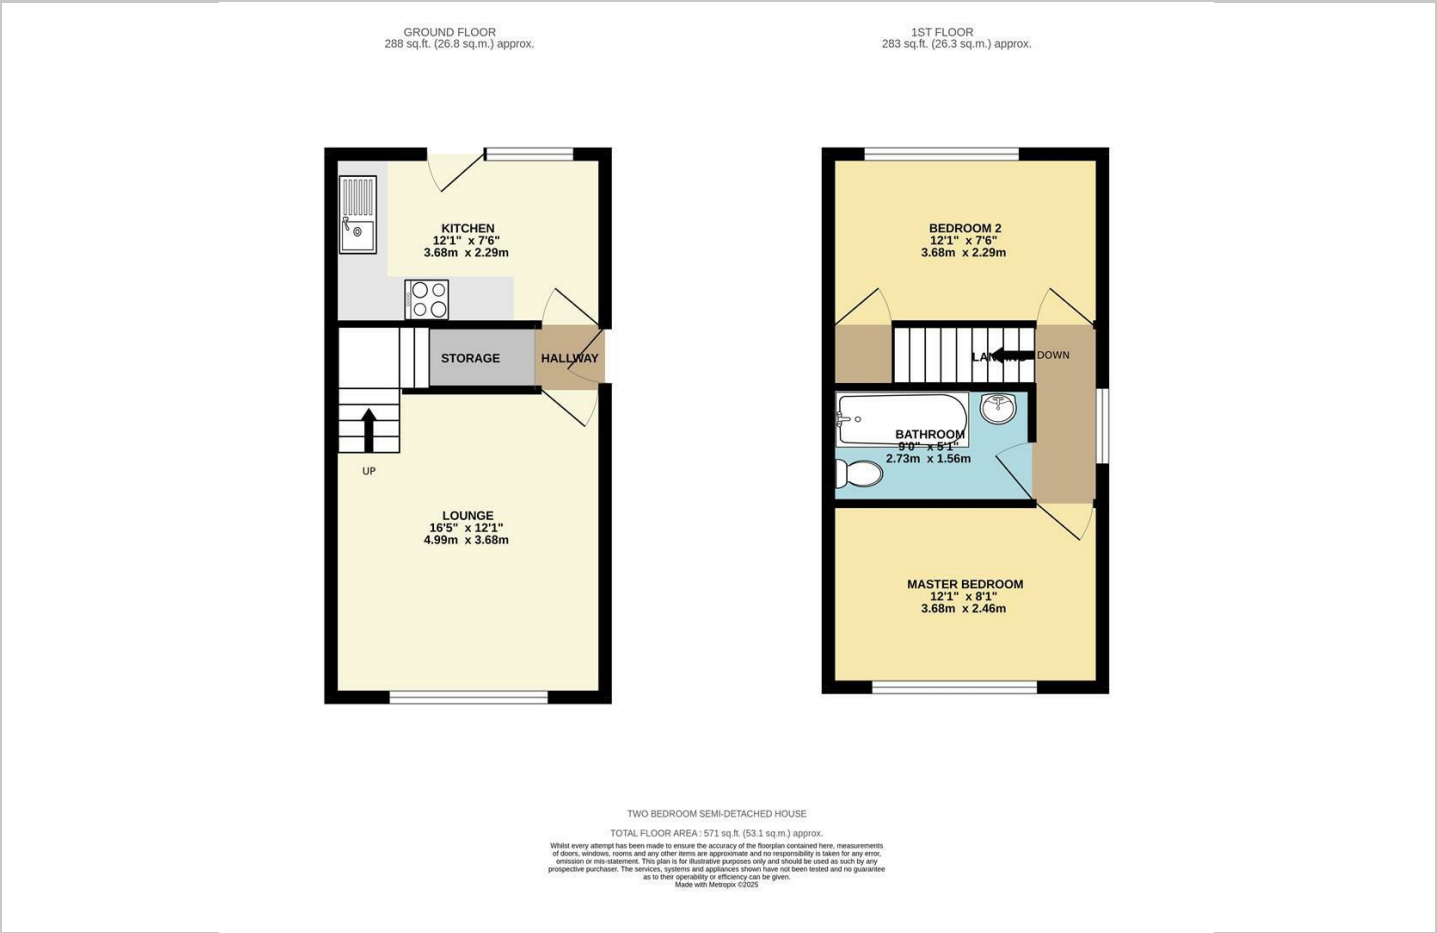 GROUND FLOOR
288 sq.ft. (26.8 sq.m.) approx.
1ST FLOOR
283 sq.ft. (26.3 sq.m.) approx.
KITCHEN
12'1" x 7'6"
3.68m x 2.29m
STORAGE
HALLWAY
UP
LOUNGE
16'5" x 12'1"
4.99m x 3.68m
BEDROOM 2
12'1" x 7'6"
3.68m x 2.29m
LANDING
DOWN
BATHROOM
9'0" x 5'1"
2.73m x 1.56m
MASTER BEDROOM
12'1" x 8'1"
3.68m x 2.46m
TWO BEDROOM SEMI-DETACHED HOUSE
TOTAL FLOOR AREA : 571 sq.ft. (53.1 sq.m.) approx.
Whilst every attempt has been made to ensure the accuracy of the floorplan contained here, measurements
of doors, windows, rooms and any other items are approximate and no responsibility is taken for any error,
omission or mis-statement. This plan is for illustrative purposes only and should be used as such by any
prospective purchaser. The services, systems and appliances shown have not been tested and no guarantee
as to their operability or efficiency can be given.
Made with Metropix ©2025